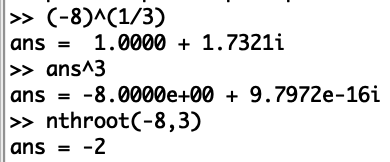 >> (-8)^(1/3)
ans =  1.0000 + 1.7321i
>> ans^3
ans = -8.0000e+00 + 9.7972e-16i
>> nthroot(-8,3)
ans = -2